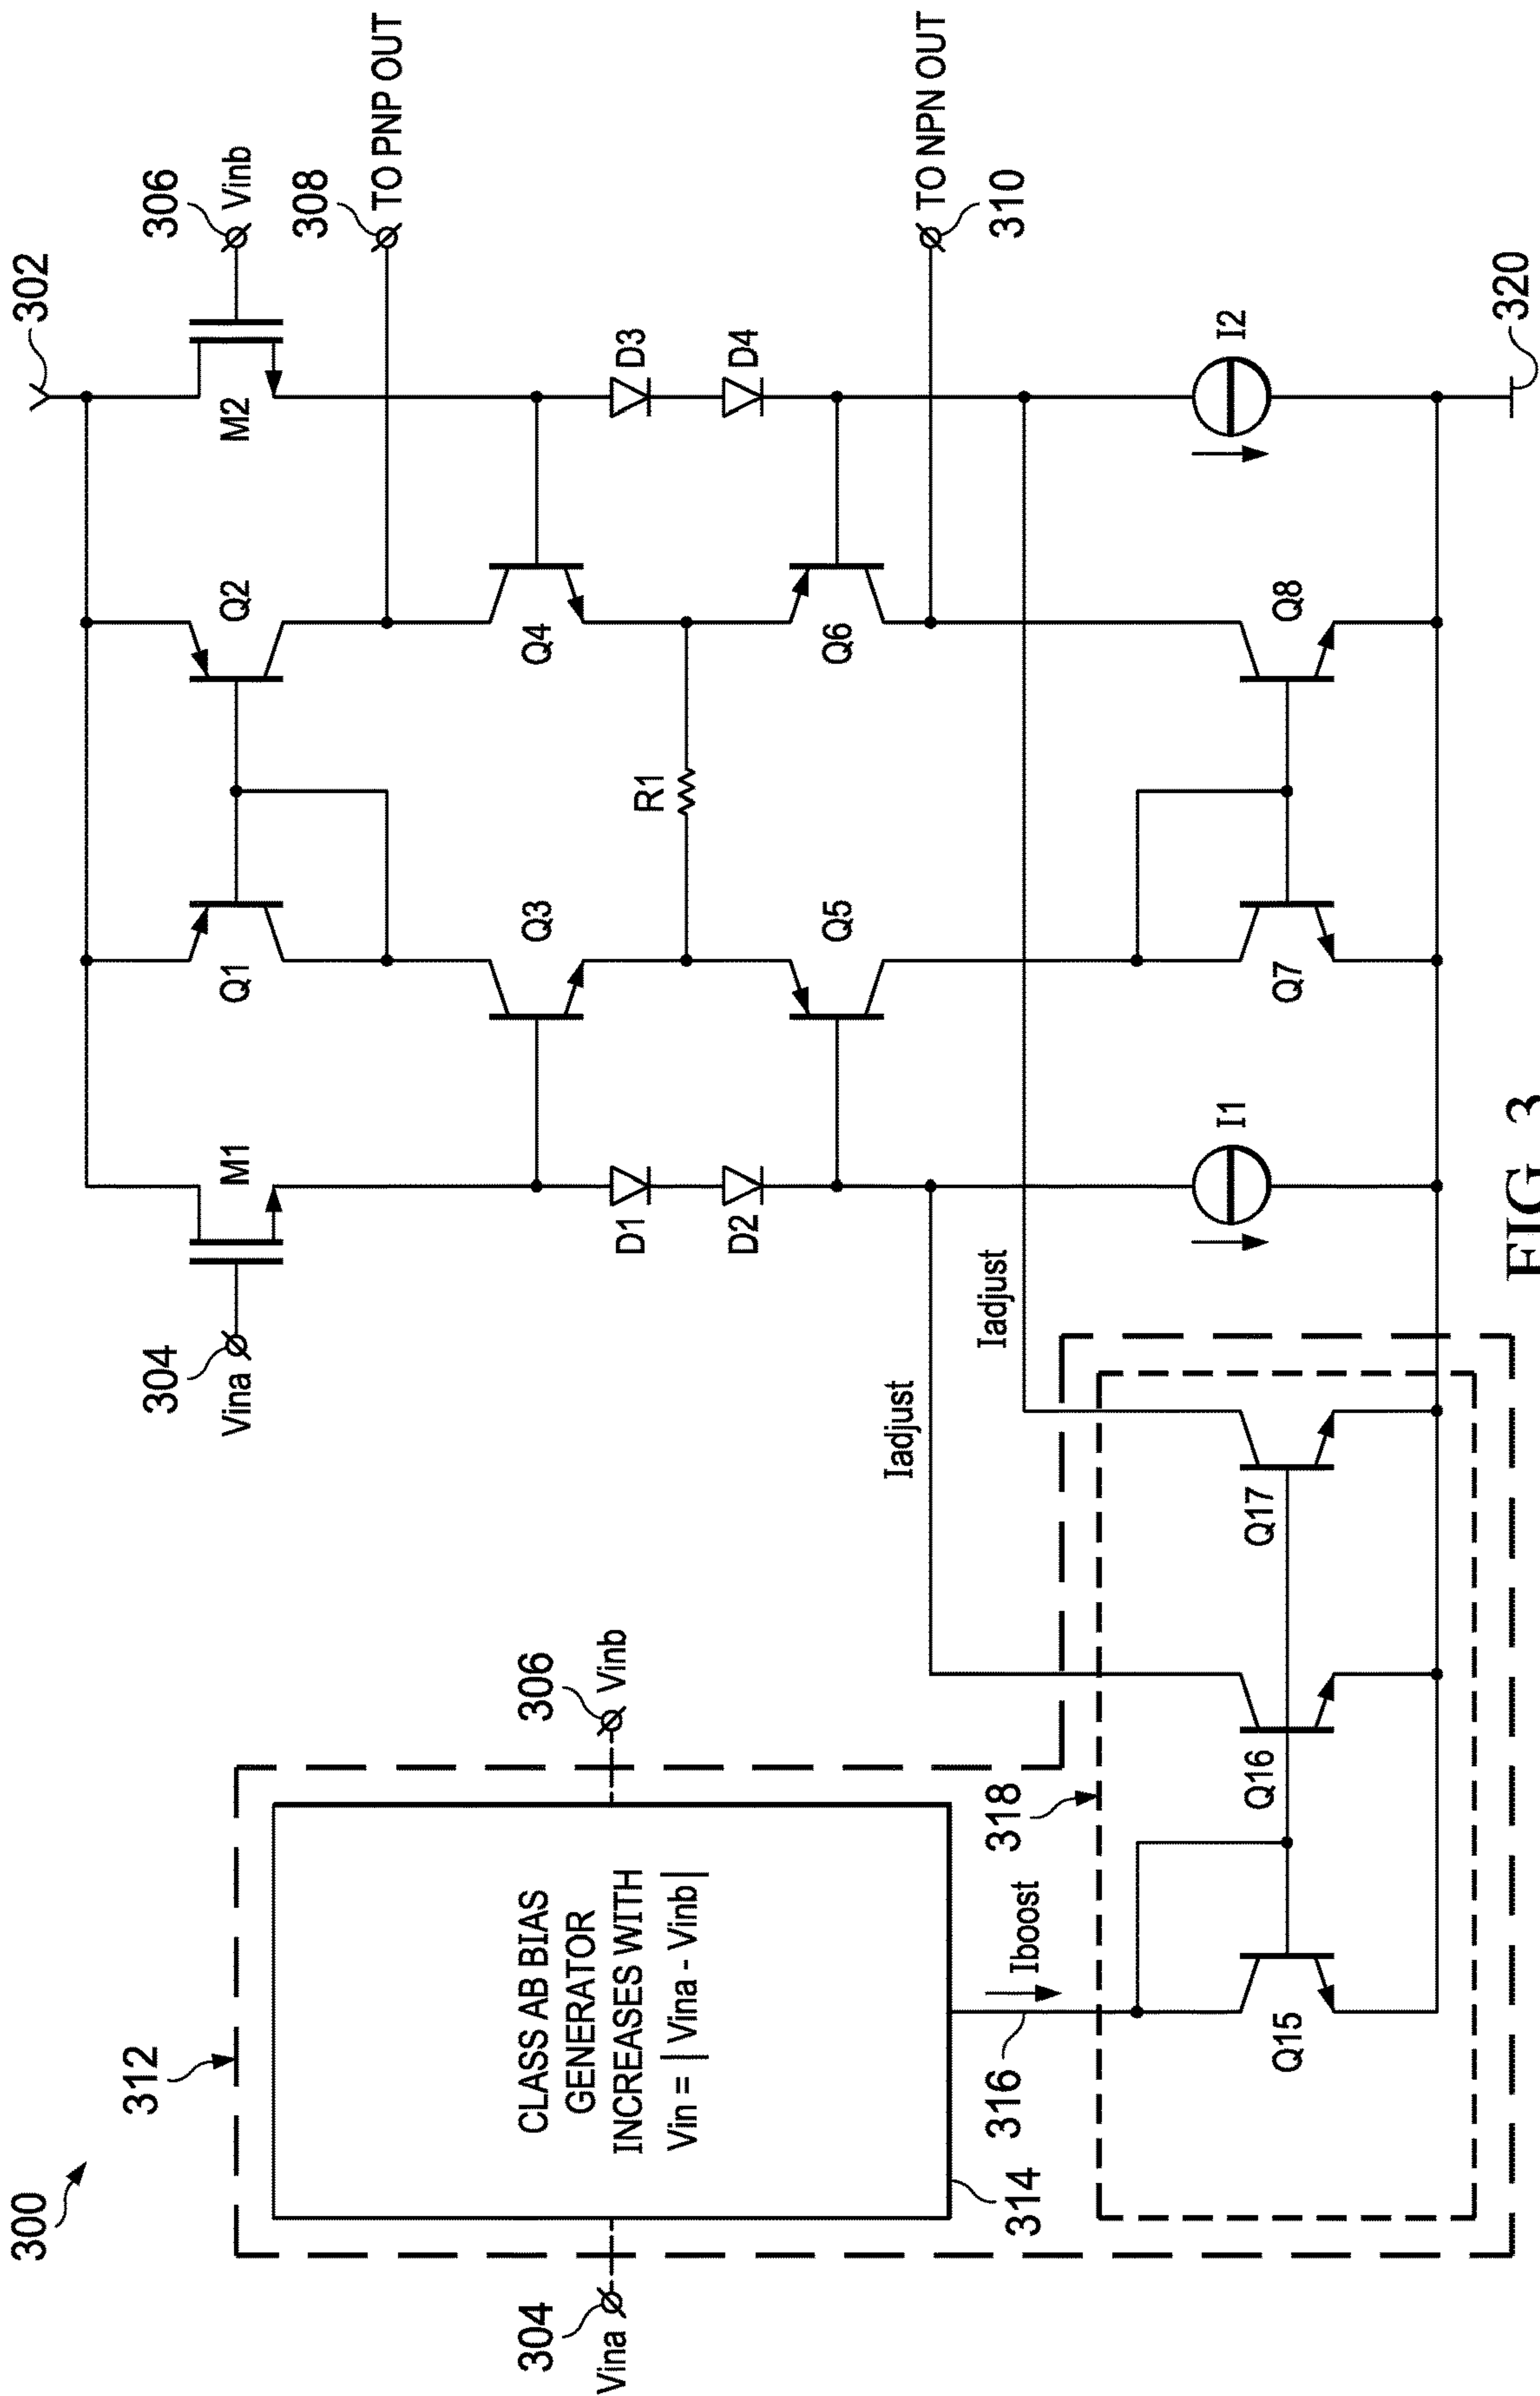 300
312
304
Vina
CLASS AB BIAS
GENERATOR
INCREASES WITH
Vin = | Vina - Vinb |
306
Vinb
314
316
Iboost
318
Q15
Q16
Q17
Iadjust
Iadjust
304
Vina
M1
D1
D2
I1
Q1
Q3
Q5
Q7
R1
Q2
Q4
Q6
Q8
M2
D3
D4
I2
302
306
Vinb
308
TO PNP OUT
310
TO NPN OUT
320
FIG. 3